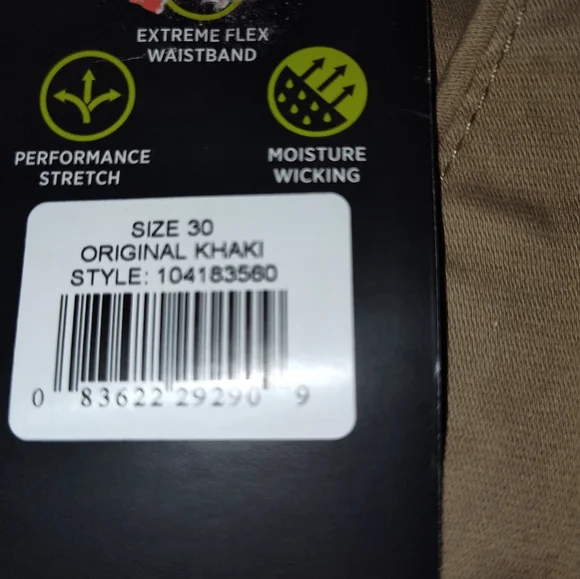 EXTREME FLEX
WAISTBAND
PERFORMANCE
STRETCH
MOISTURE
WICKING
SIZE 30
ORIGINAL KHAKI
STYLE: 104183560
0 83622 29290 9